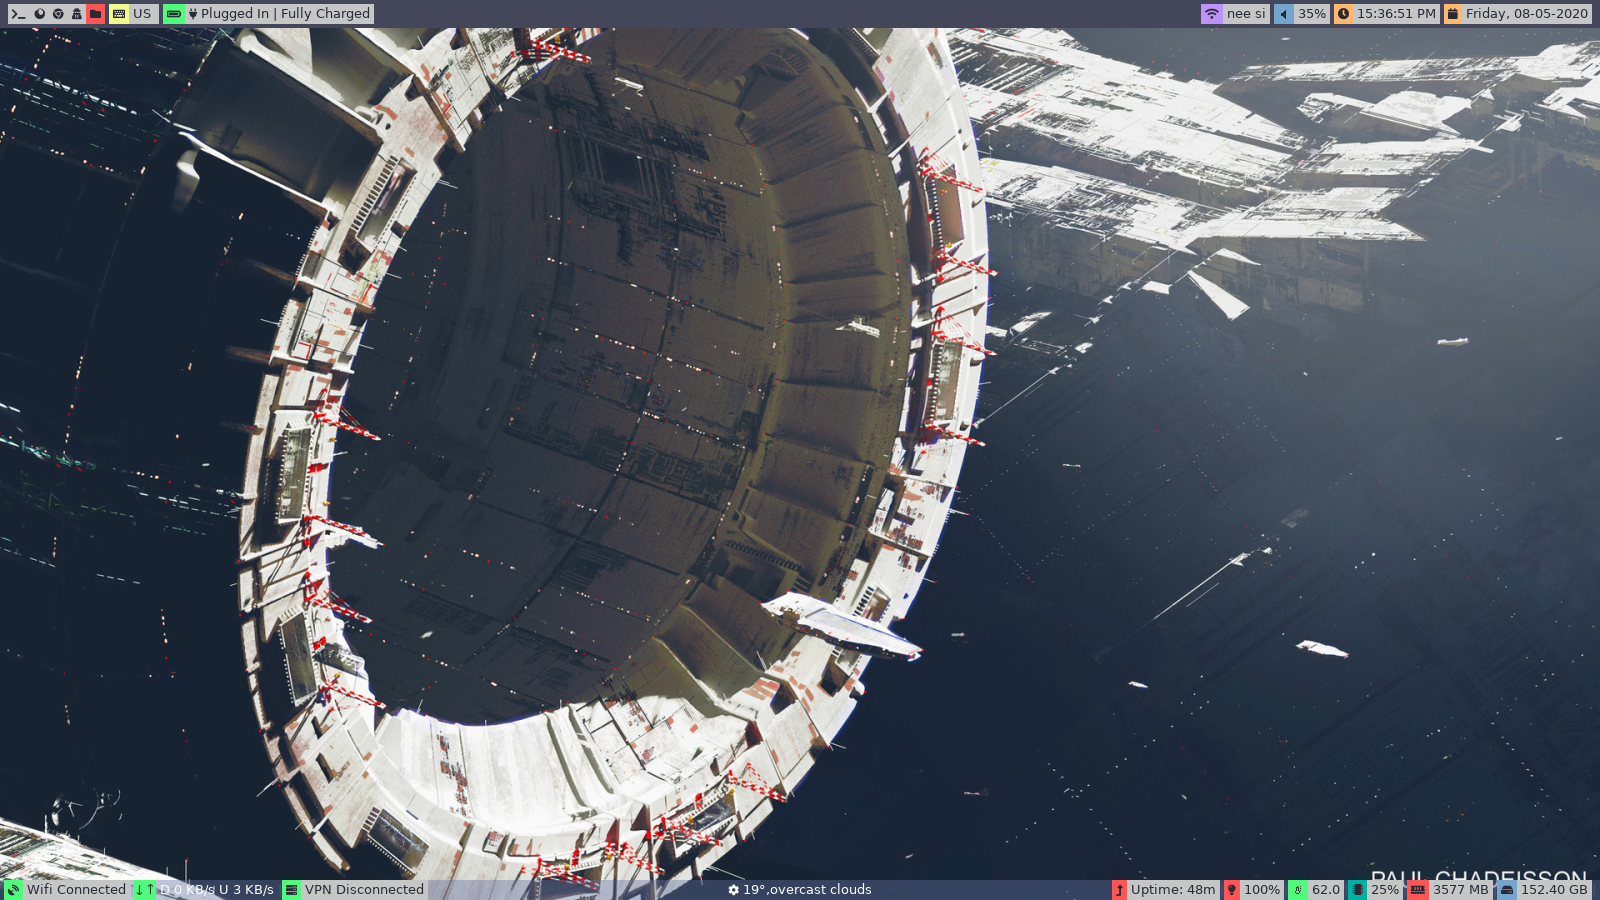 US
Plugged In | Fully Charged
nee si
35%
15:36:51 PM
Friday, 08-05-2020
PAUL CHADEISSON
Wifi Connected
D 0 KB/s U 3 KB/s
VPN Disconnected
19°,overcast clouds
Uptime: 48m
100%
62.0
25%
3577 MB
152.40 GB